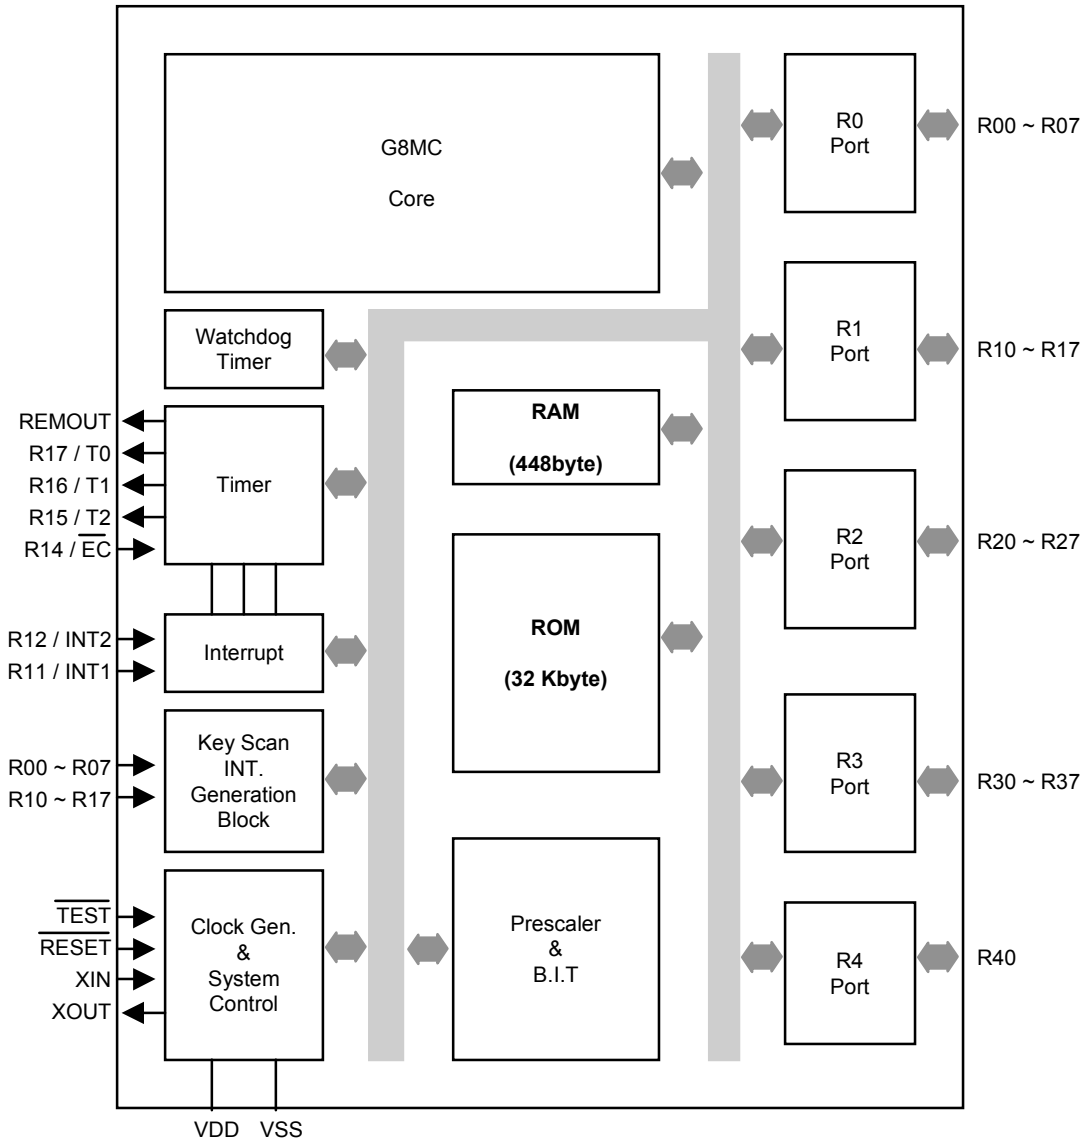 G8MC
Core
R0
Port
R00 ~ R07
R1
Port
R10 ~ R17
Watchdog
Timer
RAM
(448byte)
REMOUT
R17 / T0
R16 / T1
R15 / T2
R14 / E̅C̅
Timer
R2
Port
R20 ~ R27
ROM
(32 Kbyte)
R12 / INT2
R11 / INT1
Interrupt
R00 ~ R07
R10 ~ R17
Key Scan
INT.
Generation
Block
R3
Port
R30 ~ R37
T̅E̅S̅T̅
R̅E̅S̅E̅T̅
XIN
XOUT
Clock Gen.
&
System
Control
Prescaler
&
B.I.T
R4
Port
R40
VDD VSS